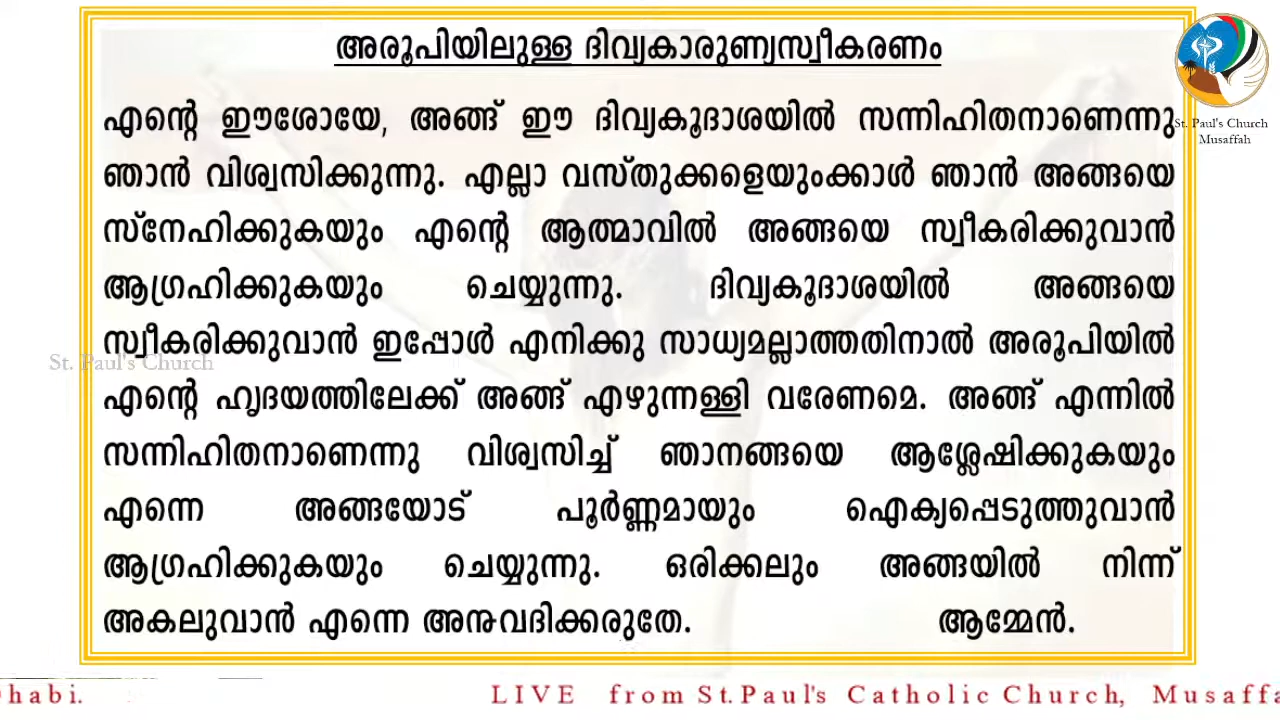 അരൂപിയിലുള്ള ദിവ്യകാരുണ്യസ്വീകരണം
എന്റെ ഈശോയേ, അങ്ങ് ഈ ദിവ്യകൂദാശയിൽ സന്നിഹിതനാണെന്നു
ഞാൻ വിശ്വസിക്കുന്നു. എല്ലാ വസ്തുക്കളെയുംക്കാൾ ഞാൻ അങ്ങയെ
സ്നേഹിക്കുകയും എന്റെ ആത്മാവിൽ അങ്ങയെ സ്വീകരിക്കുവാൻ
ആഗ്രഹിക്കുകയും ചെയ്യുന്നു. ദിവ്യകൂദാശയിൽ അങ്ങയെ
സ്വീകരിക്കുവാൻ ഇപ്പോൾ എനിക്കു സാധ്യമല്ലാത്തതിനാൽ അരൂപിയിൽ
എന്റെ ഹൃദയത്തിലേക്ക് അങ്ങ് എഴുന്നള്ളി വരേണമെ. അങ്ങ് എന്നിൽ
സന്നിഹിതനാണെന്നു വിശ്വസിച്ച് ഞാനങ്ങയെ ആശ്ലേഷിക്കുകയും
എന്നെ അങ്ങയോട് പൂർണ്ണമായും ഐക്യപ്പെടുത്തുവാൻ
ആഗ്രഹിക്കുകയും ചെയ്യുന്നു. ഒരിക്കലും അങ്ങയിൽ നിന്ന്
അകലുവാൻ എന്നെ അനുവദിക്കരുതേ. ആമ്മേൻ.
St. Paul's Church
Musaffah
St. Paul's Church
Dhabi. LIVE from St.Paul's Catholic Church, Musaffa